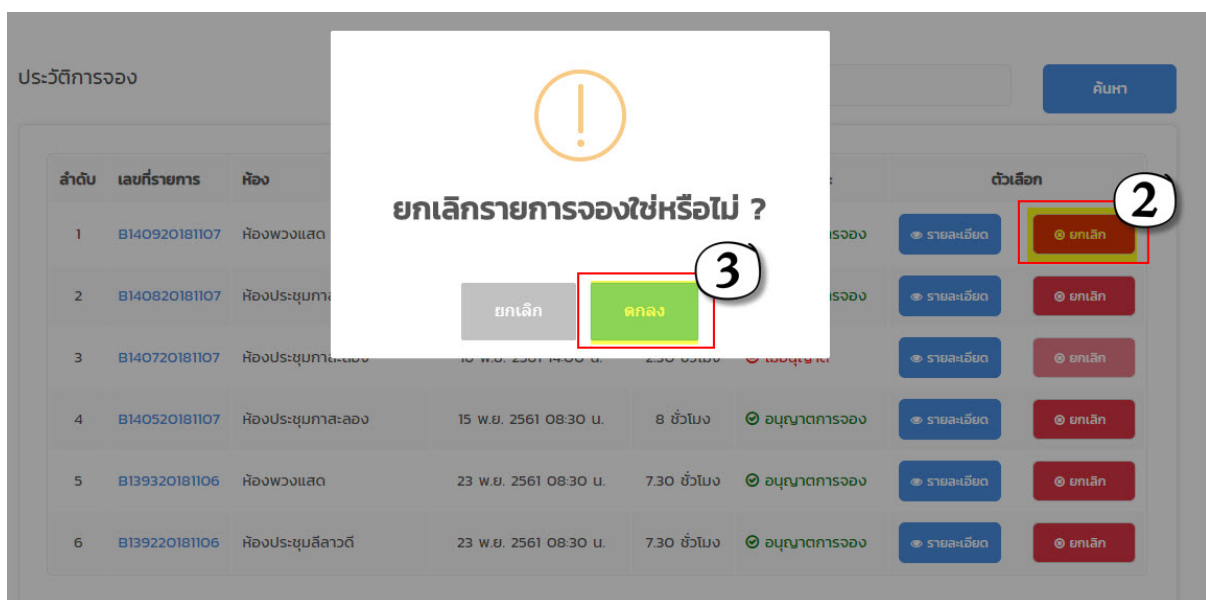 ประวัติการจอง
ค้นหา
ยกเลิกรายการจองใช่หรือไม่ ?
ยกเลิก ตกลง
3
2
ลำดับ เลขที่รายการ ห้อง ตัวเลือก
1 B140920181107 ห้องพวงแสด รายละเอียด ยกเลิก
2 B140820181107 รายละเอียด ยกเลิก
3 B140720181107 รายละเอียด ยกเลิก
4 B140520181107 ห้องประชุมกาสะลอง 15 พ.ย. 2561 08:30 น. 8 ชั่วโมง อนุญาตการจอง รายละเอียด ยกเลิก
5 B139320181106 ห้องพวงแสด 23 พ.ย. 2561 08:30 น. 7.30 ชั่วโมง อนุญาตการจอง รายละเอียด ยกเลิก
6 B139220181106 ห้องประชุมลีลาวดี 23 พ.ย. 2561 08:30 น. 7.30 ชั่วโมง อนุญาตการจอง รายละเอียด ยกเลิก